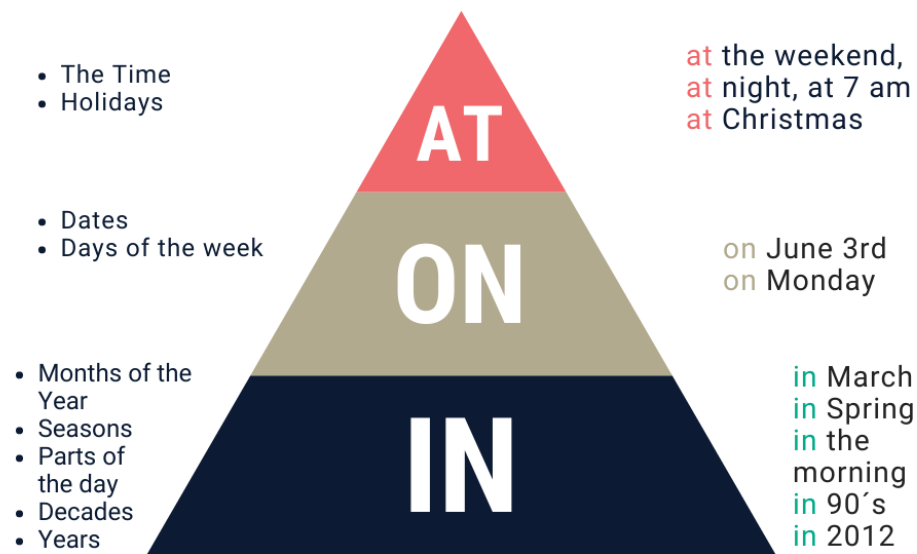 The Time
Holidays
AT
at the weekend,
at night, at 7 am
at Christmas
Dates
Days of the week
ON
on June 3rd
on Monday
Months of the
Year
Seasons
Parts of
the day
Decades
Years
IN
in March
in Spring
in the
morning
in 90´s
in 2012